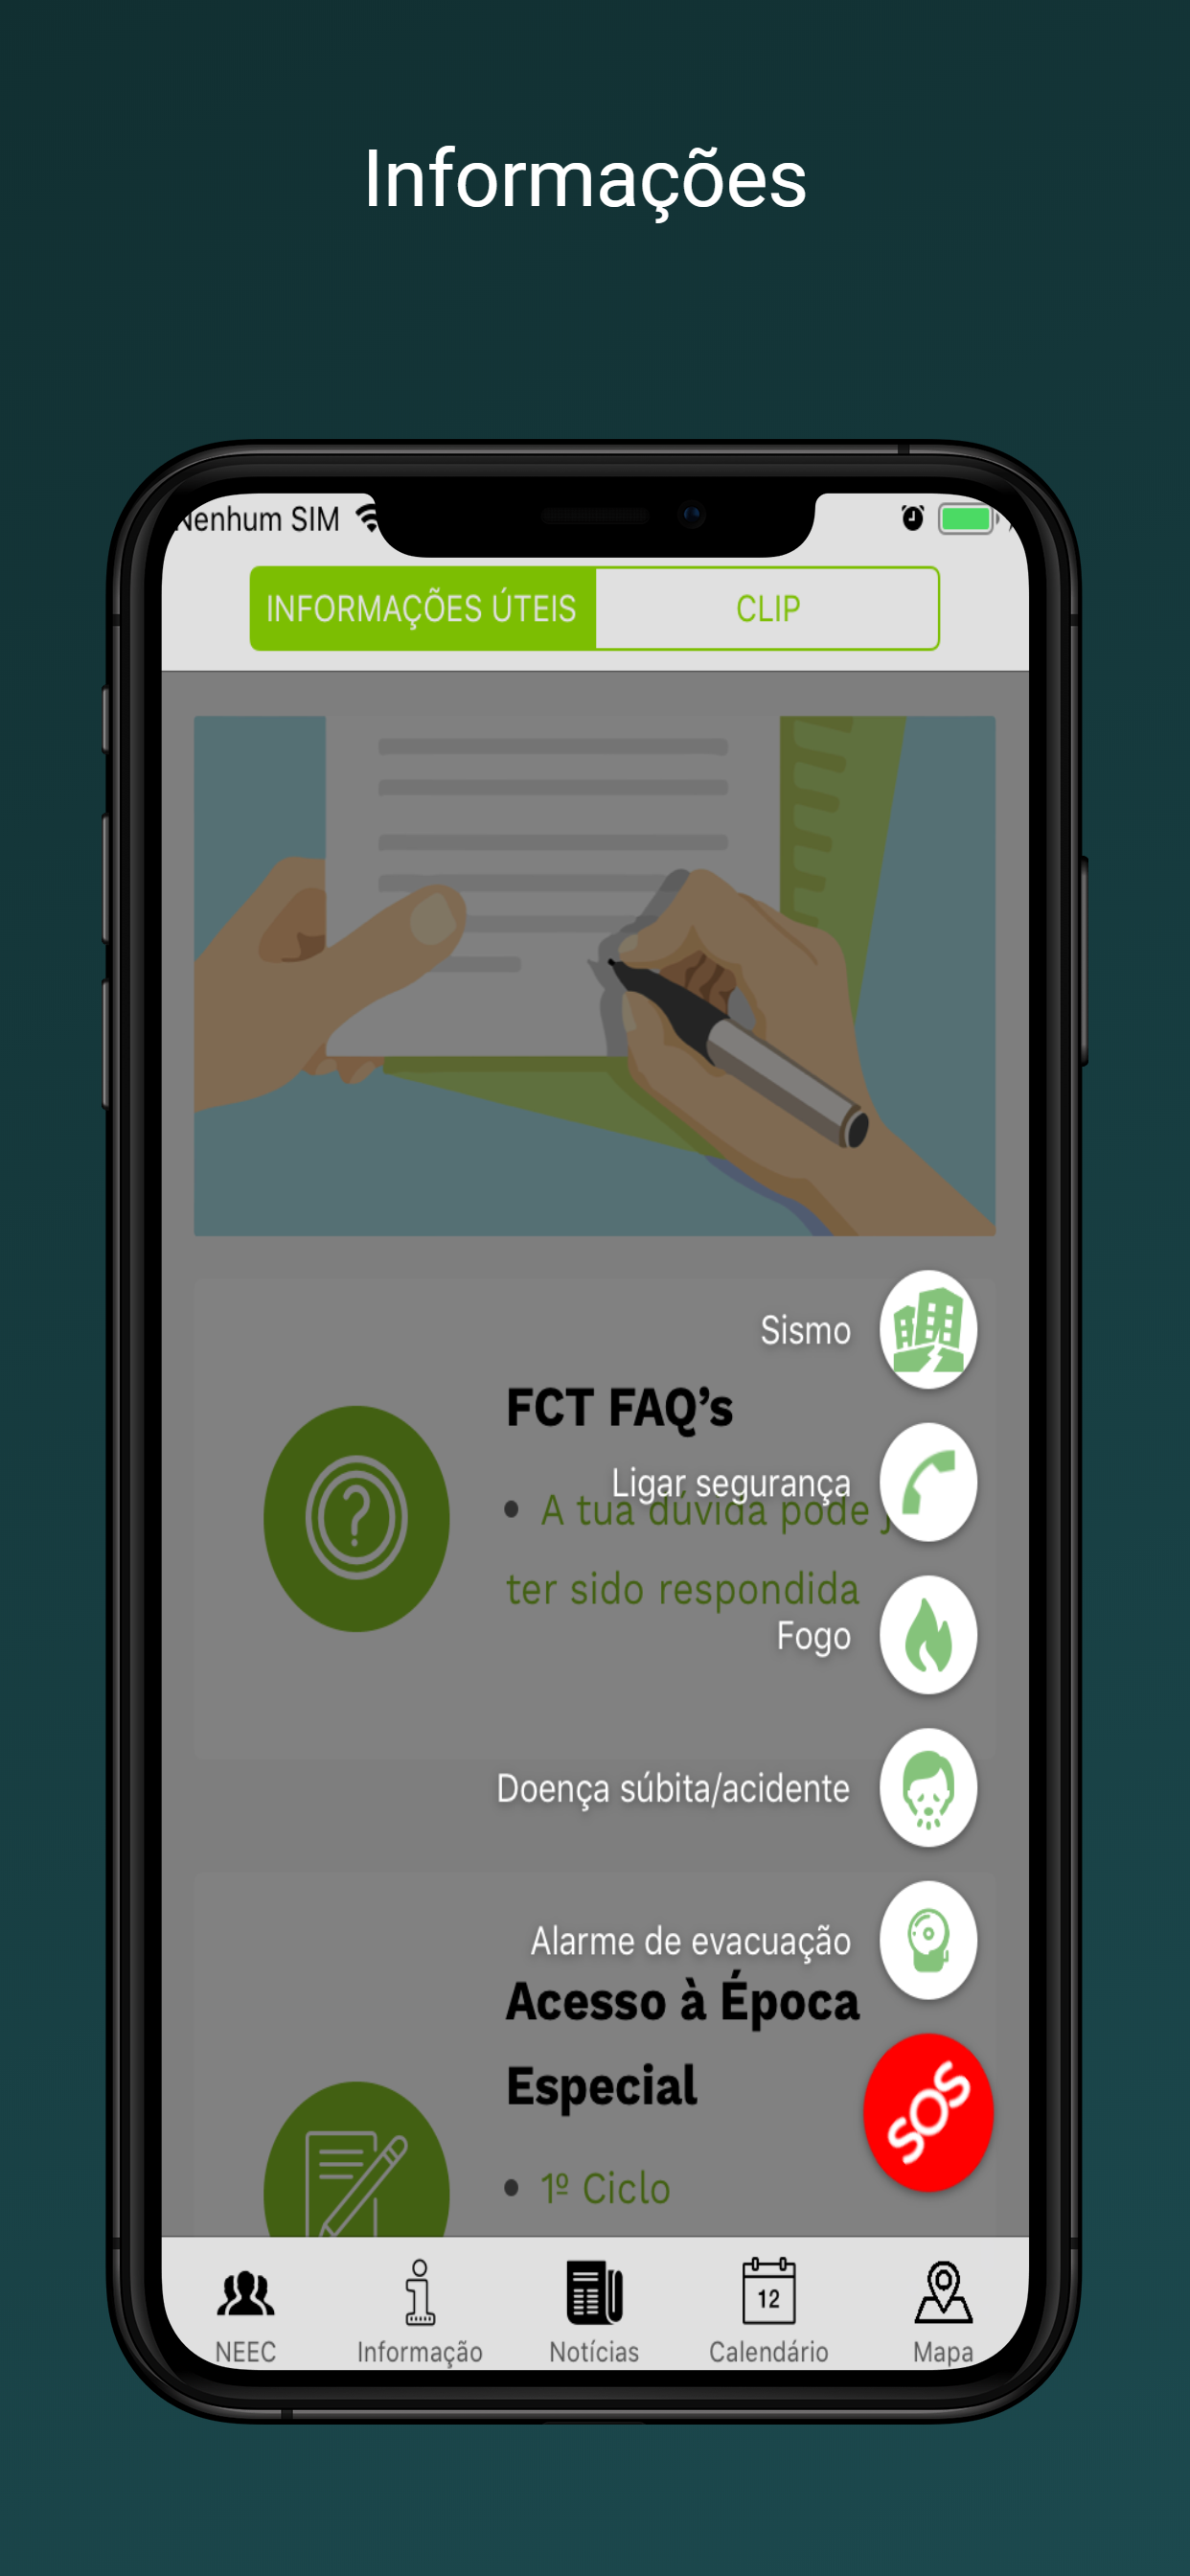 Informações
Nenhum SIM
INFORMAÇÕES ÚTEIS
CLIP
Sismo
FCT FAQ’s
Ligar segurança
• A tua dúvida pode
ter sido respondida
Fogo
Doença súbita/acidente
Alarme de evacuação
Acesso à Época
Especial
SOS
• 1º Ciclo
12
NEEC
Informação
Notícias
Calendário
Mapa